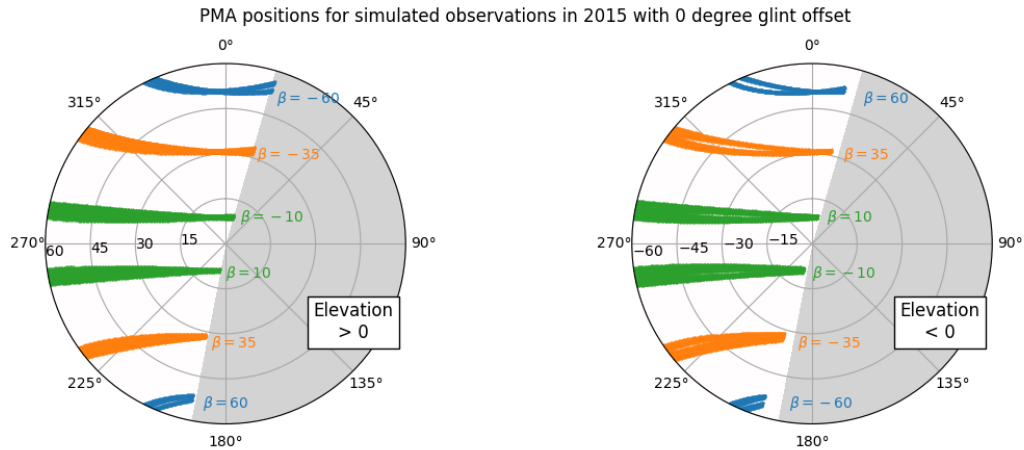 PMA positions for simulated observations in 2015 with 0 degree glint offset
0°
315°
45°
β = −60
β = −35
β = −10
270°
60
45
30
15
90°
β = 10
Elevation
> 0
β = 35
225°
135°
β = 60
180°
0°
315°
45°
β = 60
β = 35
β = 10
270°
−60
−45
−30
−15
90°
β = −10
Elevation
< 0
β = −35
225°
135°
β = −60
180°